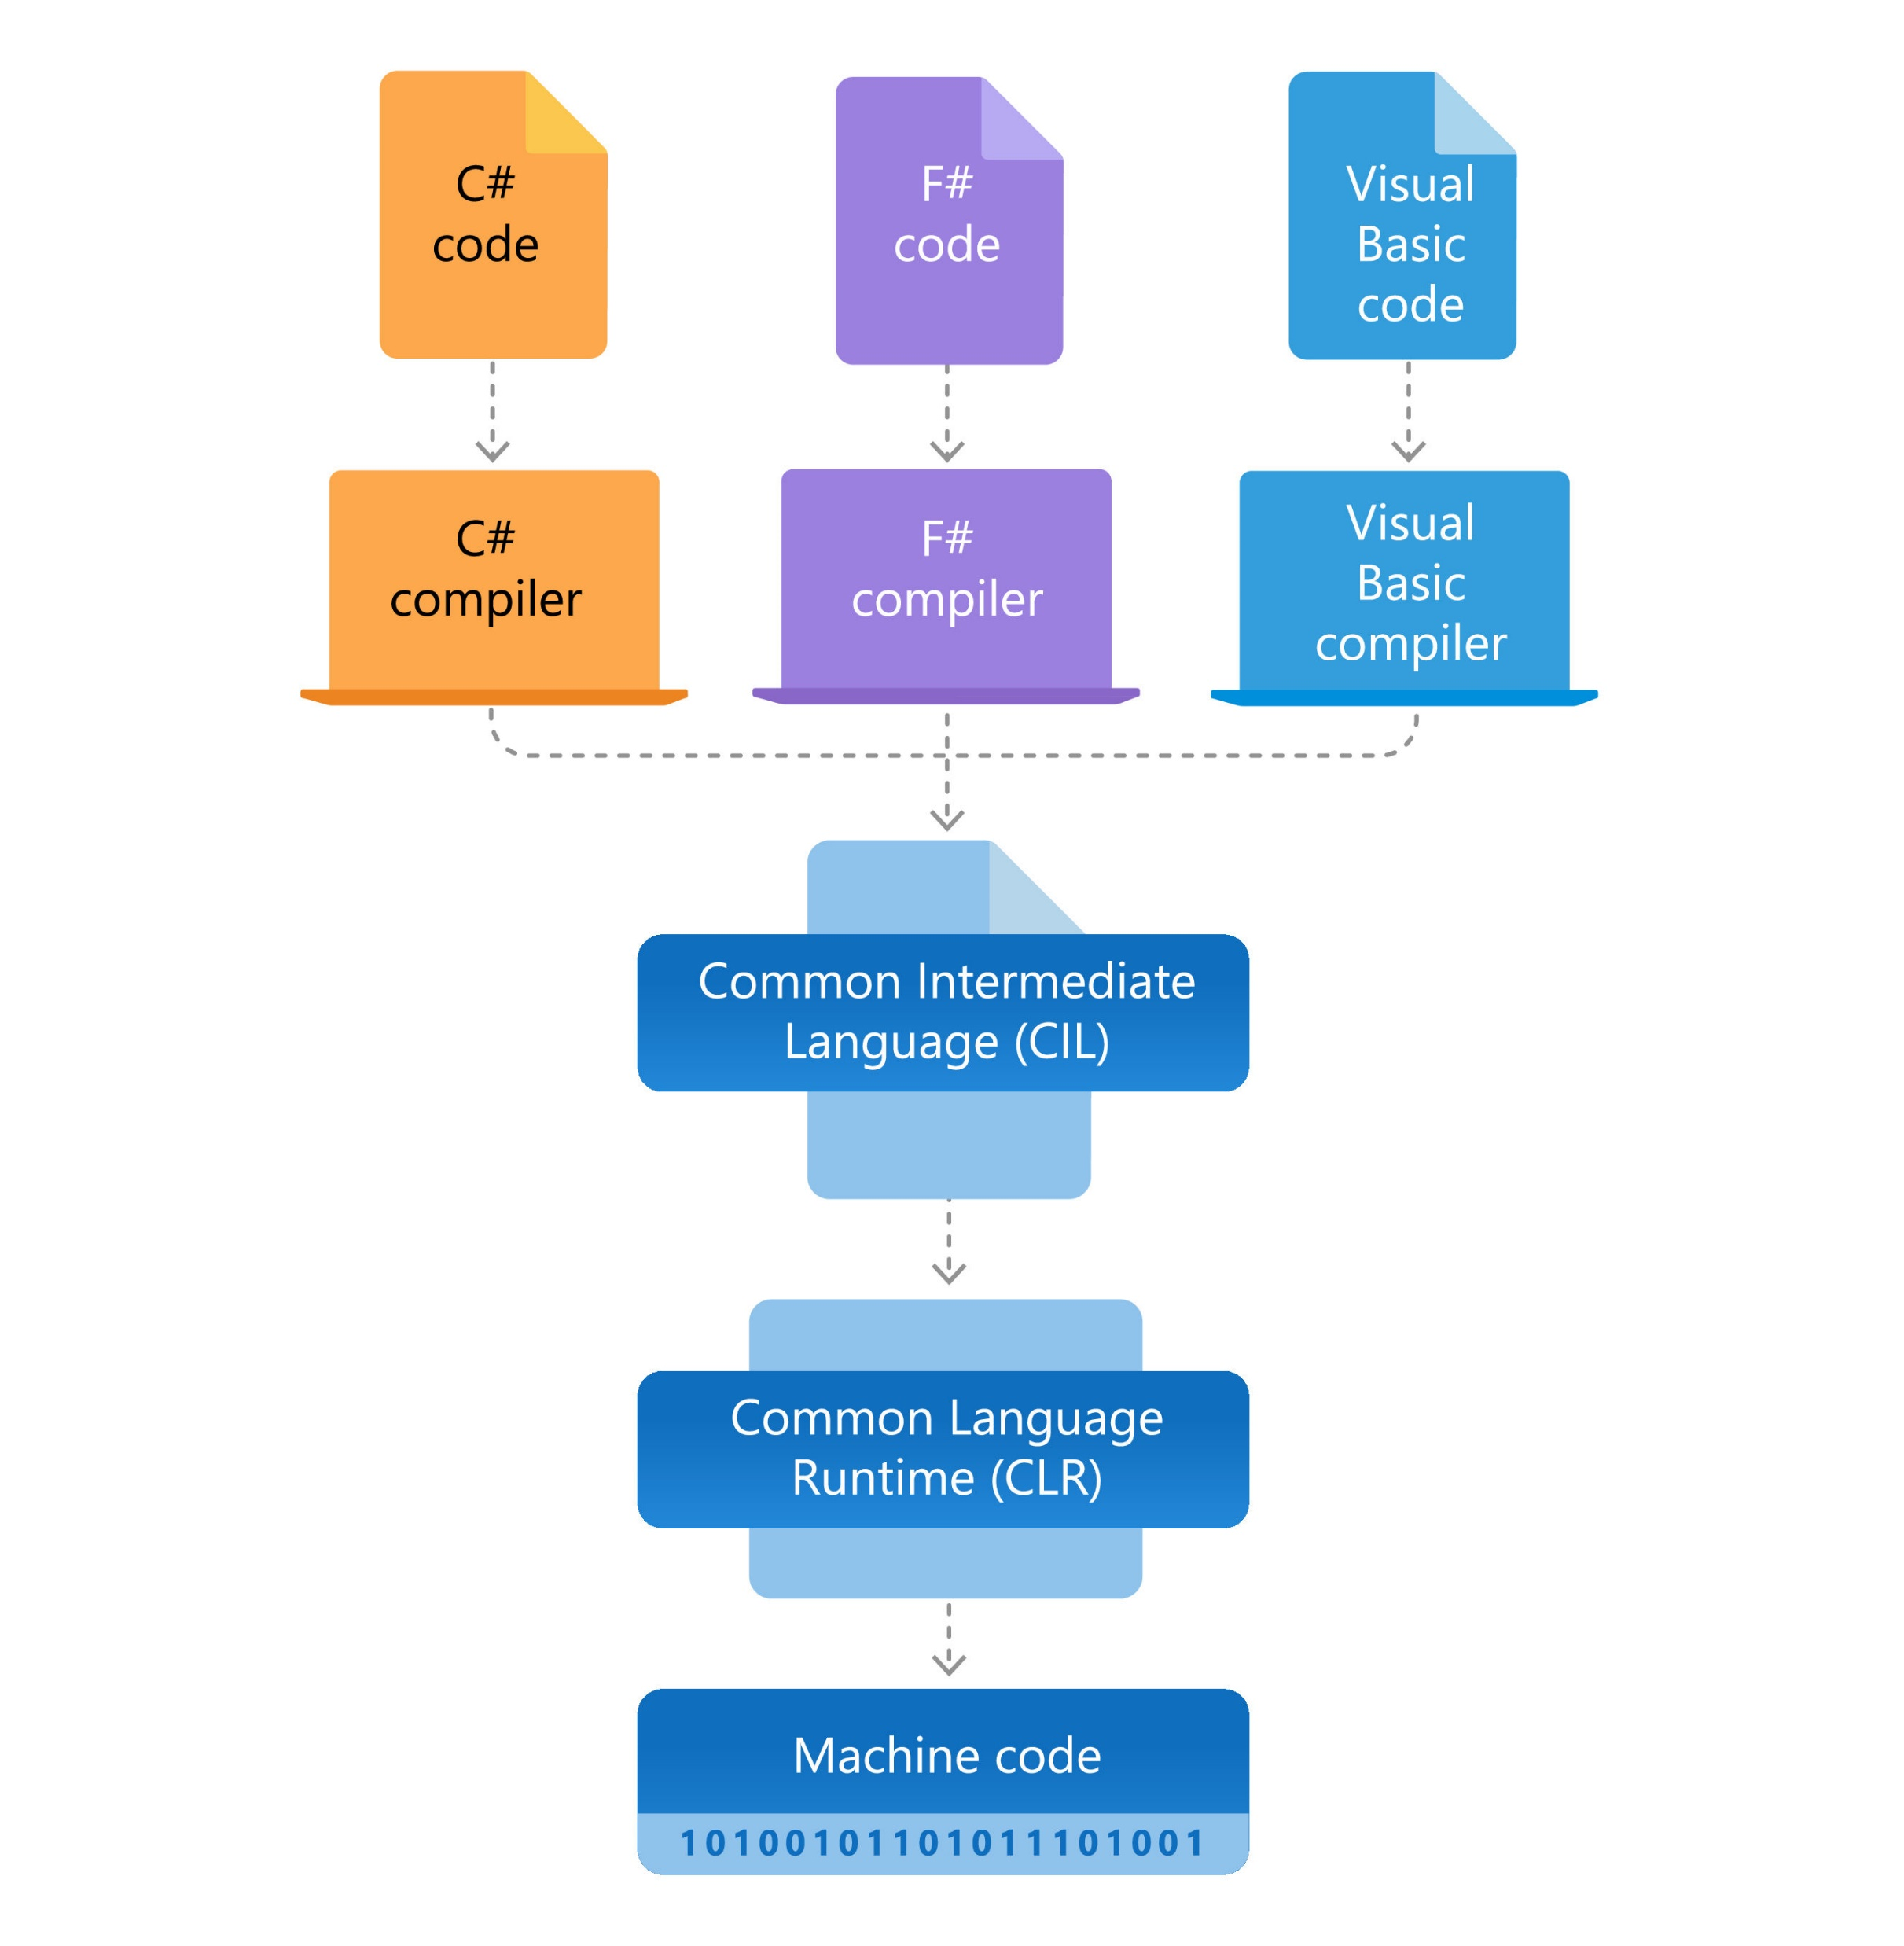 C#
code
F#
code
Visual
Basic
code
C#
compiler
F#
compiler
Visual
Basic
compiler
Common Intermediate
Language (CIL)
Common Language
Runtime (CLR)
Machine code
10100101101011101001